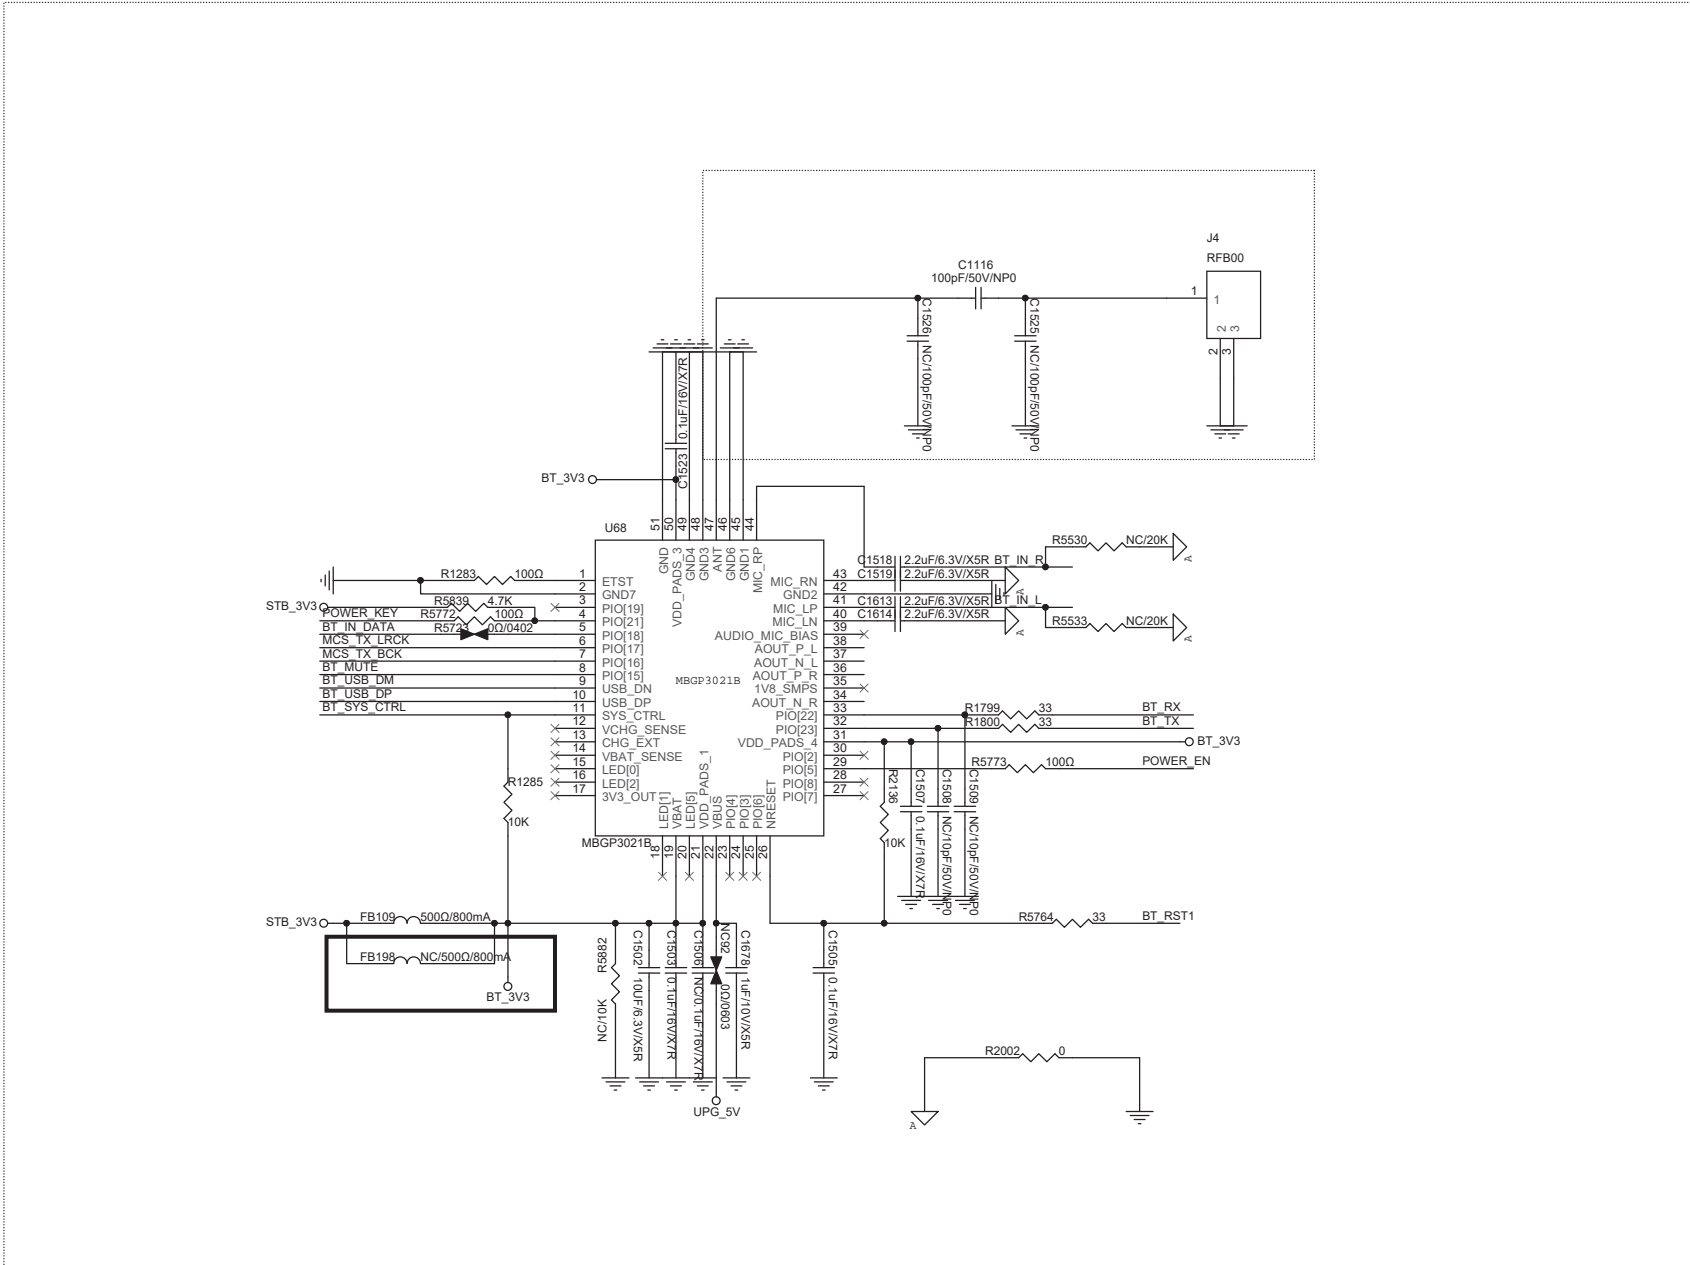 J4
RFB00
C1116
100pF/50V/NP0
1
1
2
3
2
3
C1526
NC/100pF/50V/NP0
C1525
NC/100pF/50V/NP0
0.1uF/16V/X7R
C1523
BT_3V3
U68
51
50
49
48
47
46
45
44
GND
VDD_PADS_3
GND4
GND3
ANT
GND6
GND1
MIC_RP
R1283
100Ω
1
ETST
2
GND7
STB_3V3
R5839
4.7K
3
PIO[19]
POWER_KEY
R5772
100Ω
4
PIO[21]
BT_IN_DATA
R5723
0Ω/0402
5
PIO[18]
MCS_TX_LRCK
6
PIO[17]
MCS_TX_BCK
7
PIO[16]
BT_MUTE
8
PIO[15]
BT_USB_DM
9
USB_DN
BT_USB_DP
10
USB_DP
BT_SYS_CTRL
11
SYS_CTRL
12
VCHG_SENSE
13
CHG_EXT
14
VBAT_SENSE
15
LED[0]
16
LED[2]
17
3V3_OUT
MBGP3021B
43
MIC_RN
42
GND2
41
MIC_LP
40
MIC_LN
39
AUDIO_MIC_BIAS
38
AOUT_P_L
37
AOUT_N_L
36
AOUT_P_R
35
1V8_SMPS
34
AOUT_N_R
33
PIO[22]
32
PIO[23]
31
VDD_PADS_4
30
PIO[2]
29
PIO[5]
28
PIO[8]
27
PIO[7]
C1518
2.2uF/6.3V/X5R
BT_IN_R
C1519
2.2uF/6.3V/X5R
A
C1613
2.2uF/6.3V/X5R
BT_IN_L
C1614
2.2uF/6.3V/X5R
A
R5530
NC/20K
A
R5533
NC/20K
A
R1799
33
BT_RX
R1800
33
BT_TX
BT_3V3
R5773
100Ω
POWER_EN
R2136
10K
C1507
0.1uF/16V/X7R
C1508
NC/10pF/50V/NP0
C1509
NC/10pF/50V/NP0
R1285
10K
MBGP3021B
LED[1]
VBAT
LED[5]
VDD_PADS_1
VBUS
PIO[4]
PIO[3]
PIO[6]
NRESET
18
19
20
21
22
23
24
25
26
STB_3V3
FB109
500Ω/800mA
FB198
NC/500Ω/800mA
BT_3V3
R5882
NC/10K
C1502
10UF/6.3V/X5R
C1503
0.1uF/16V/X7R
C1506
NC/0.1uF/16V/X7R
NC92
0Ω/0603
C1678
1uF/10V/X5R
C1505
0.1uF/16V/X7R
R5764
33
BT_RST1
UPG_5V
R2002
0
A